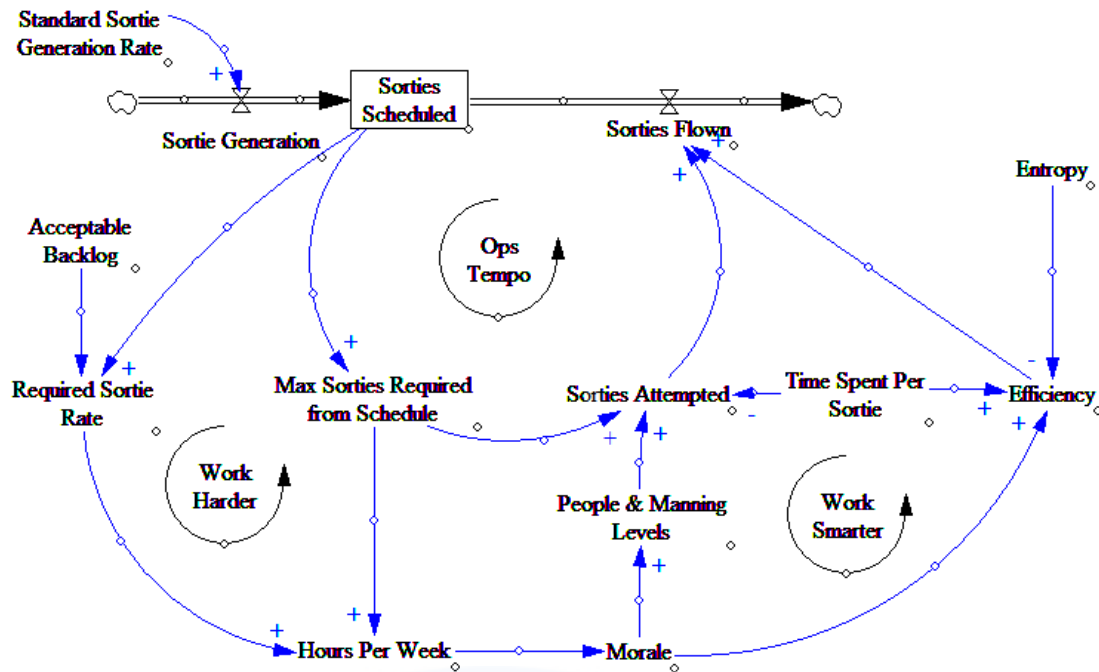 Standard Sortie
Generation Rate
+
Sorties
Scheduled
Sortie Generation
Sorties Flown
+
+
Entropy
Acceptable
Backlog
Ops
Tempo
+
+
-
Required Sortie
Rate
Max Sorties Required
from Schedule
Sorties Attempted
-
Time Spent Per
Sortie
+
Efficiency
+
+
+
Work
Harder
People & Manning
Levels
Work
Smarter
+
+
+
Hours Per Week
Morale